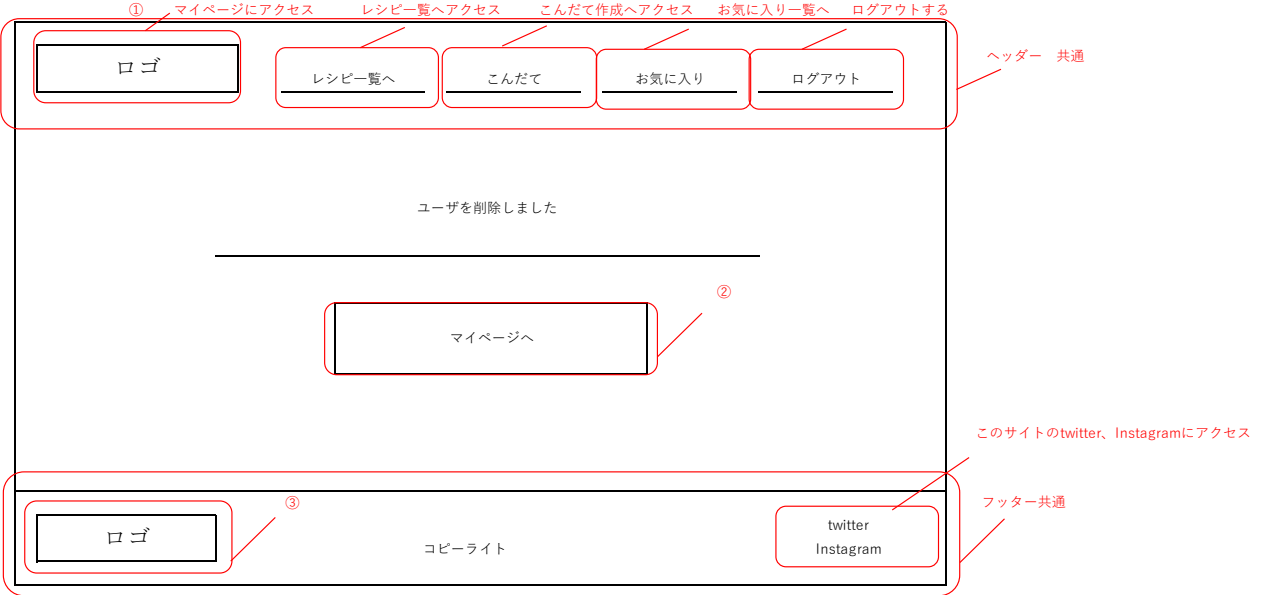 ① マイページにアクセス レシピ一覧へアクセス こんだて作成へアクセス お気に入り一覧へ ログアウトする
ヘッダー　共通
ロゴ
レシピ一覧へ こんだて お気に入り ログアウト
ユーザを削除しました
②
マイページへ
このサイトのtwitter、Instagramにアクセス
③
フッター共通
ロゴ
コピーライト
twitter
Instagram